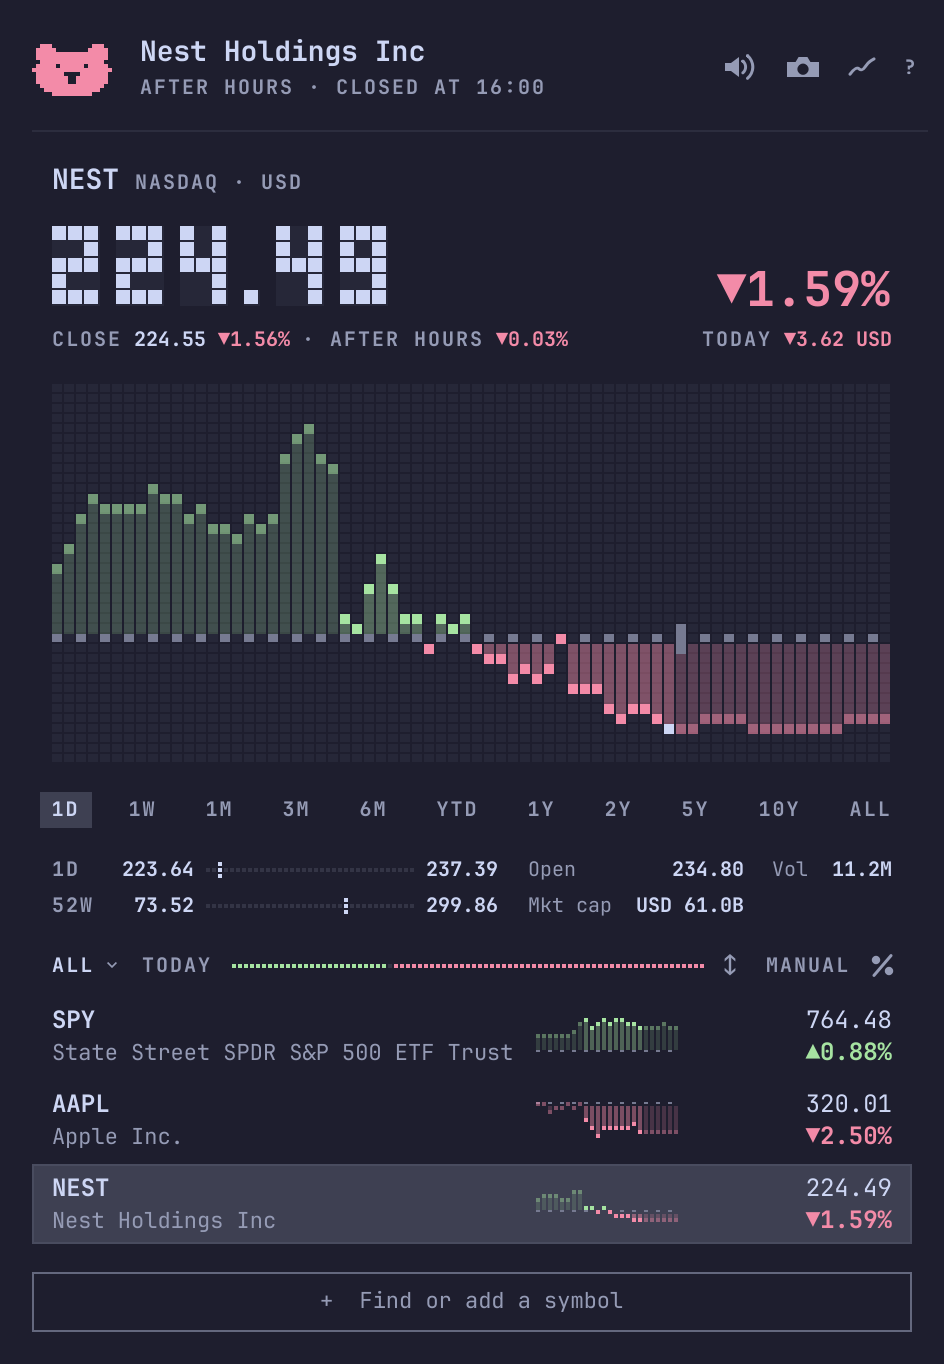 Nest Holdings Inc
AFTER HOURS · CLOSED AT 16:00
?
NEST NASDAQ · USD
224.49
▼1.59%
CLOSE 224.55 ▼1.56% · AFTER HOURS ▼0.03%
TODAY ▼3.62 USD
1D 1W 1M 3M 6M YTD 1Y 2Y 5Y 10Y ALL
1D 223.64 237.39 Open 234.80 Vol 11.2M
52W 73.52 299.86 Mkt cap USD 61.0B
ALL TODAY MANUAL %
SPY 764.48
State Street SPDR S&P 500 ETF Trust ▲0.88%
AAPL 320.01
Apple Inc. ▼2.50%
NEST 224.49
Nest Holdings Inc ▼1.59%
+ Find or add a symbol